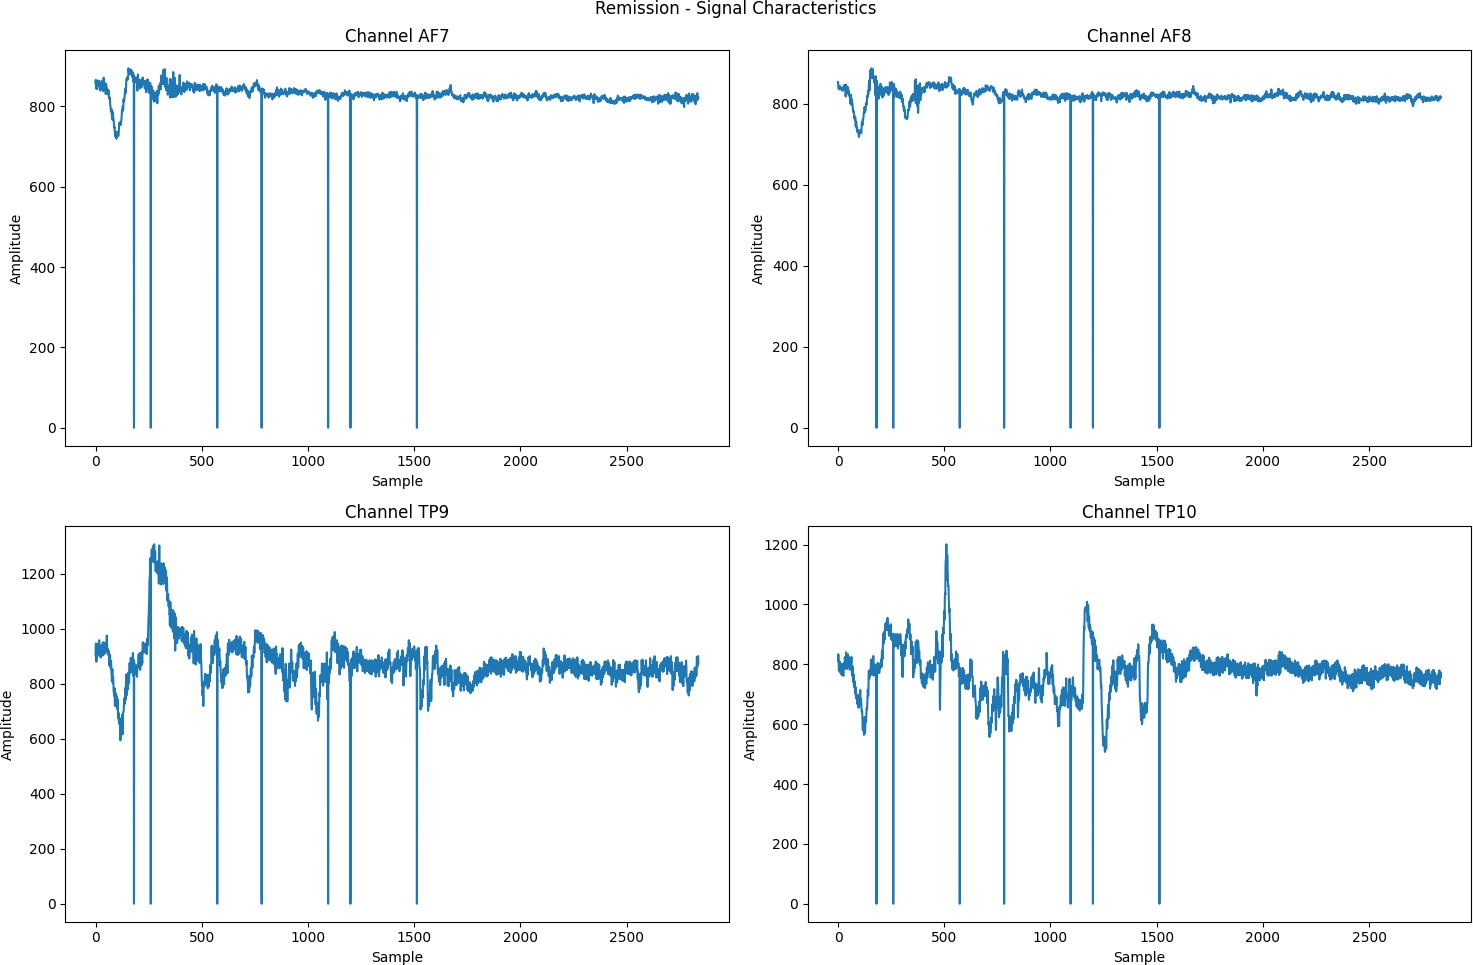 Remission - Signal Characteristics
Channel AF7
Amplitude
800
600
400
200
0
0 500 1000 1500 2000 2500
Sample
Channel AF8
Amplitude
800
600
400
200
0
0 500 1000 1500 2000 2500
Sample
Channel TP9
Amplitude
1200
1000
800
600
400
200
0
0 500 1000 1500 2000 2500
Sample
Channel TP10
Amplitude
1200
1000
800
600
400
200
0
0 500 1000 1500 2000 2500
Sample